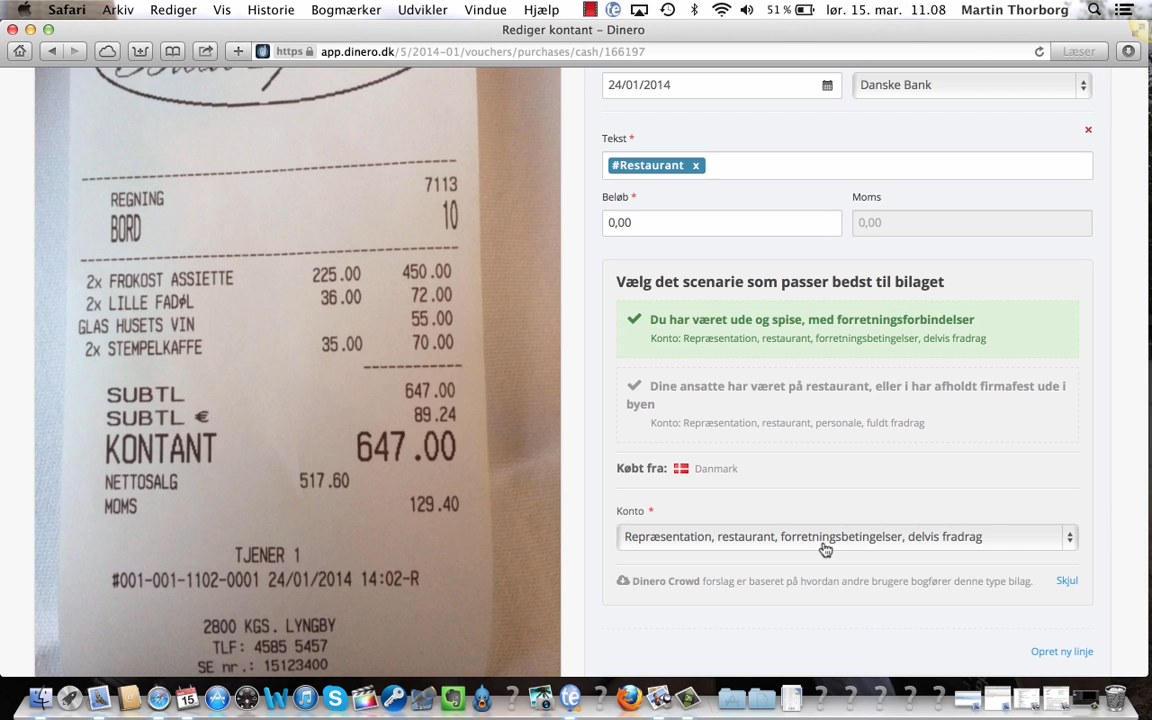 Safari Arkiv Rediger Vis Historie Bogmærker Udvikler Vindue Hjælp 51 % lør. 15. mar. 11.08 Martin Thorborg
Rediger kontant – Dinero
https app.dinero.dk/5/2014-01/vouchers/purchases/cash/166197 Læser
REGNING 7113
BORD 10
2x FROKOST ASSIETTE 225.00 450.00
2x LILLE FADØL 36.00 72.00
GLAS HUSETS VIN 55.00
2x STEMPELKAFFE 35.00 70.00
SUBTL 647.00
SUBTL € 89.24
KONTANT 647.00
NETTOSALG 517.60
MOMS 129.40
TJENER 1
#001-001-1102-0001 24/01/2014 14:02-R
2800 KGS. LYNGBY
TLF: 4585 5457
SE nr.: 15123400
24/01/2014 Danske Bank
Tekst *
#Restaurant x
Beløb * Moms
0,00 0,00
Vælg det scenarie som passer bedst til bilaget
Du har været ude og spise, med forretningsforbindelser
Konto: Repræsentation, restaurant, forretningsbetingelser, delvis fradrag
Dine ansatte har været på restaurant, eller i har afholdt firmafest ude i
byen
Konto: Repræsentation, restaurant, personale, fuldt fradrag
Købt fra: Danmark
Konto *
Repræsentation, restaurant, forretningsbetingelser, delvis fradrag
Dinero Crowd forslag er baseret på hvordan andre brugere bogfører denne type bilag. Skjul
Opret ny linje